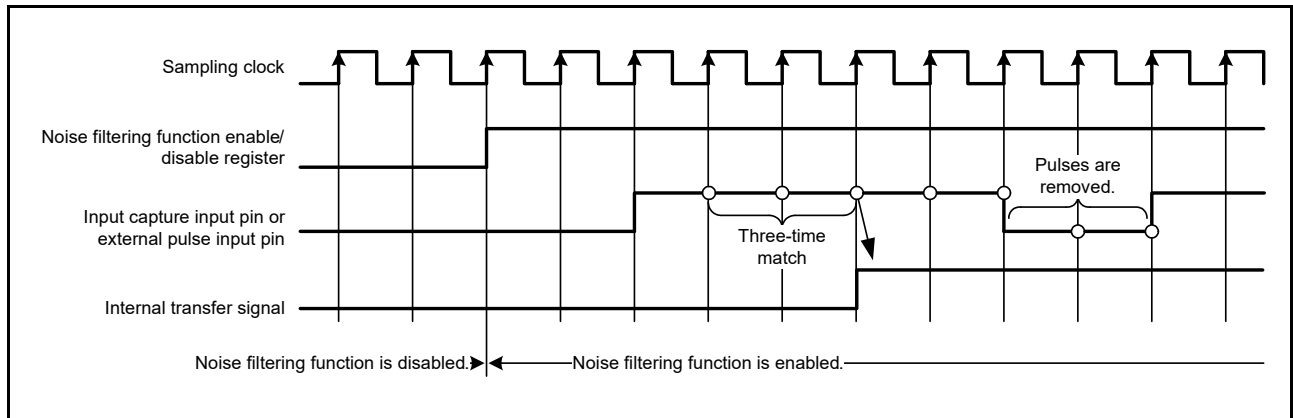 Sampling clock
Noise filtering function enable/
disable register
Pulses are
removed.
Input capture input pin or
external pulse input pin
Three-time
match
Internal transfer signal
Noise filtering function is disabled.
Noise filtering function is enabled.